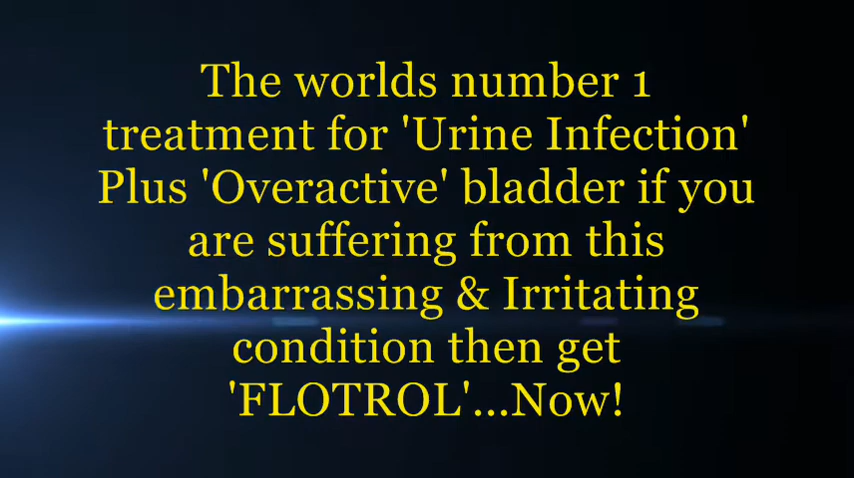 The worlds number 1
treatment for 'Urine Infection'
Plus 'Overactive' bladder if you
are suffering from this
embarrassing & Irritating
condition then get
'FLOTROL'...Now!